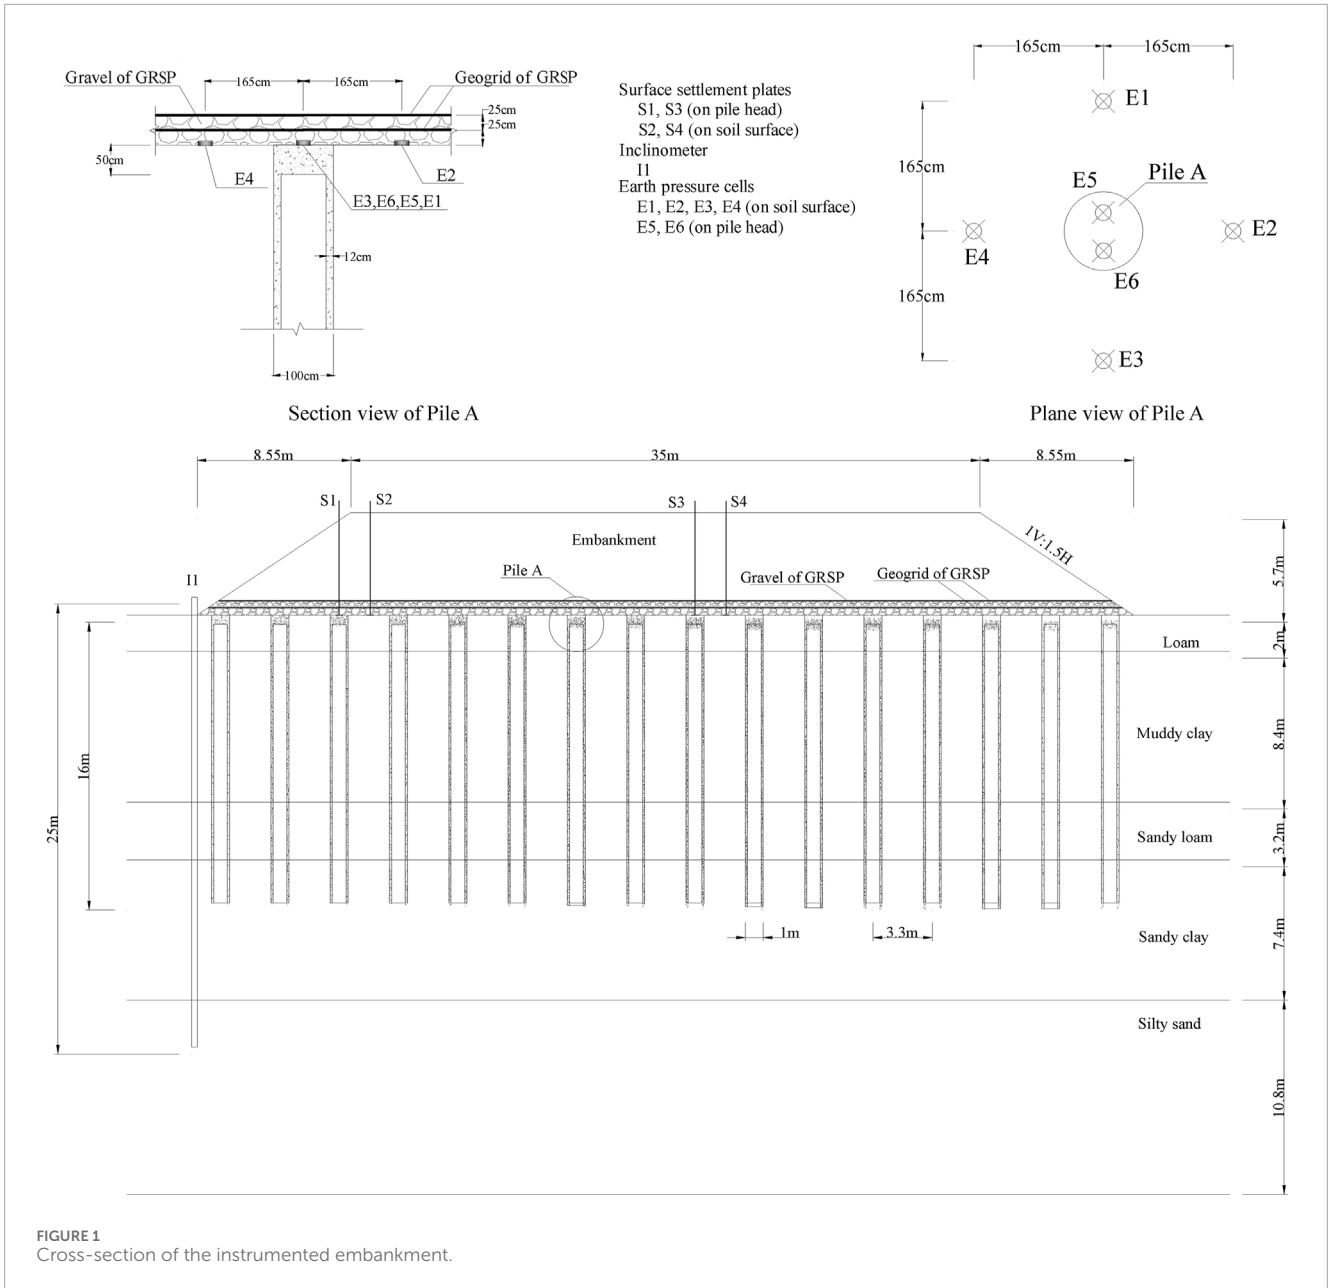 165cm 165cm
Gravel of GRSP
165cm 165cm
Geogrid of GRSP
25cm
25cm
50cm
E4
E2
E3,E6,E5,E1
12cm
100cm
Section view of Pile A
Surface settlement plates
S1, S3 (on pile head)
S2, S4 (on soil surface)
Inclinometer
I1
Earth pressure cells
E1, E2, E3, E4 (on soil surface)
E5, E6 (on pile head)
E1
165cm
E5
Pile A
E4
E2
E6
165cm
E3
Plane view of Pile A
8.55m 35m 8.55m
S1 S2 S3 S4
Embankment
1V:1.5H
5.7m
I1
Pile A
Gravel of GRSP
Geogrid of GRSP
Loam
2m
16m
25m
Muddy clay
8.4m
Sandy loam
3.2m
1m 3.3m
Sandy clay
7.4m
Silty sand
10.8m
FIGURE 1
Cross-section of the instrumented embankment.